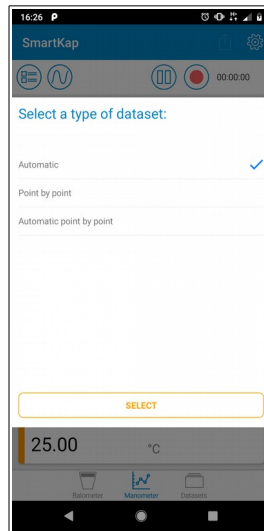 16:26
SmartKap
00:00:00
Select a type of dataset:
Automatic
Point by point
Automatic point by point
SELECT
25.00 °C
Balometer Manometer Datasets